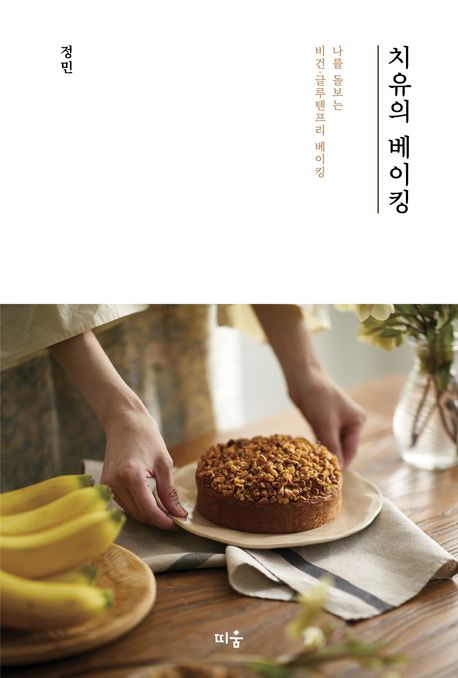 치유의 베이킹
나를 돌보는
비건·글루텐프리 베이킹
정민
띠움